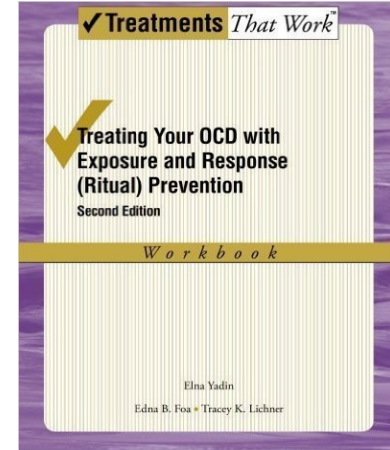 ✓Treatments That Work™
Treating Your OCD with
Exposure and Response
(Ritual) Prevention
Second Edition
Workbook
Elna Yadin
Edna B. Foa • Tracey K. Lichner